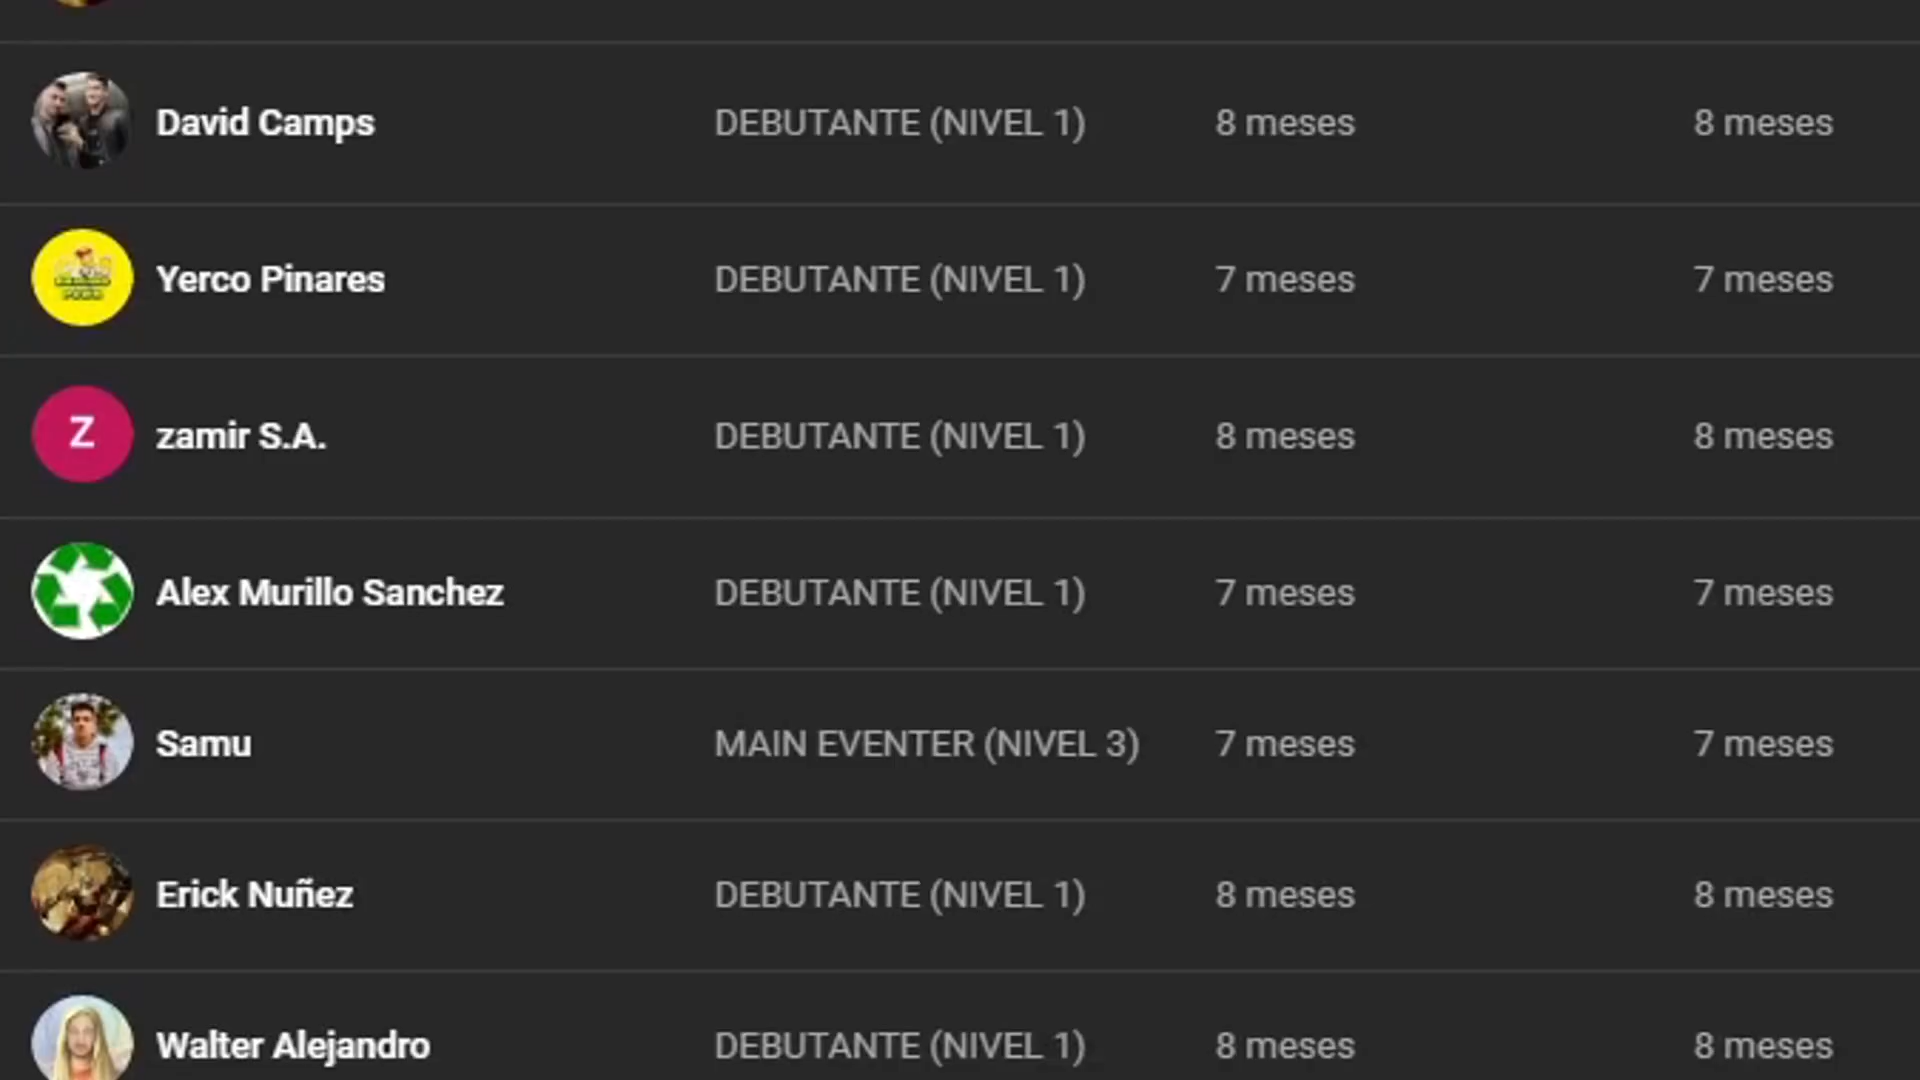 David Camps DEBUTANTE (NIVEL 1) 8 meses 8 meses
Yerco Pinares DEBUTANTE (NIVEL 1) 7 meses 7 meses
Z zamir S.A. DEBUTANTE (NIVEL 1) 8 meses 8 meses
Alex Murillo Sanchez DEBUTANTE (NIVEL 1) 7 meses 7 meses
Samu MAIN EVENTER (NIVEL 3) 7 meses 7 meses
Erick Nuñez DEBUTANTE (NIVEL 1) 8 meses 8 meses
Walter Alejandro DEBUTANTE (NIVEL 1) 8 meses 8 meses